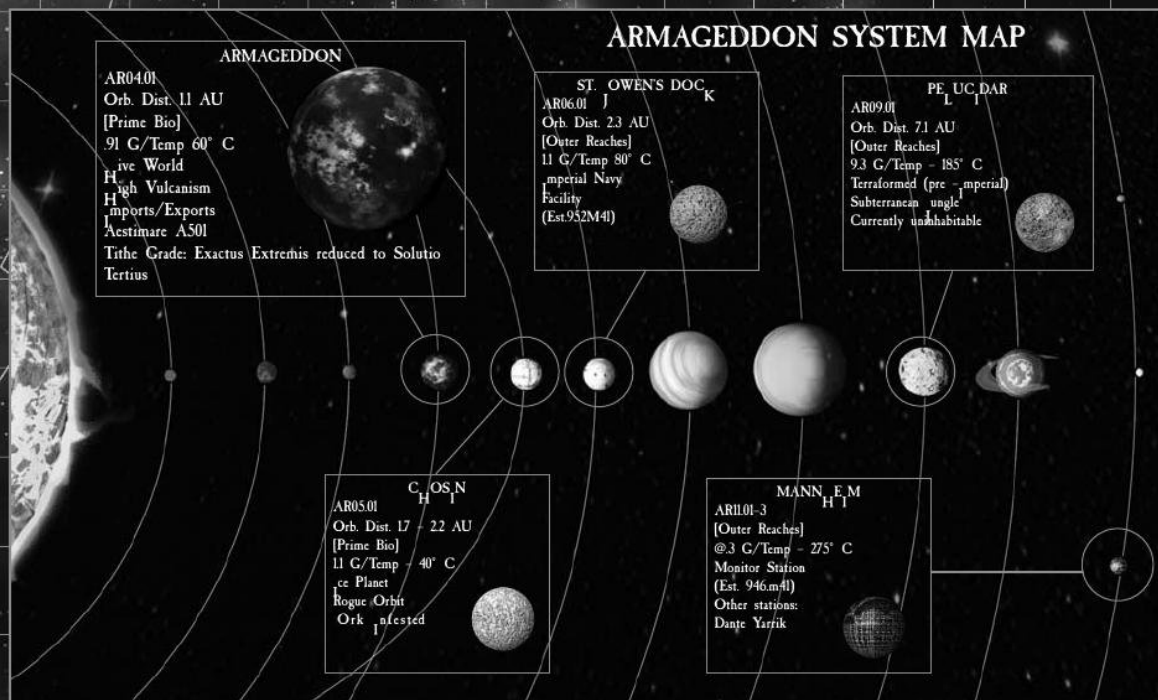 ARMAGEDDON SYSTEM MAP
ARMAGEDDON
AR04.01
Orb. Dist. 1.1 AU
[Prime Bio]
.91 G/Temp 60° C
Hive World
High Vulcanism
Imports/Exports
Aestimare A501
Tithe Grade: Exactus Extremis reduced to Solutio
Tertius
ST. JOWEN'S DOCK
AR06.01
Orb. Dist. 2.3 AU
[Outer Reaches]
1.1 G/Temp 80° C
Imperial Navy
Facility
(Est.952M41)
PELUCIDAR
AR09.01
Orb. Dist. 7.1 AU
[Outer Reaches]
9.3 G/Temp - 185° C
Terraformed (pre - Imperial)
Subterranean Jungle
Currently uninhabitable
CHOSIN
AR05.01
Orb. Dist. 1.7 - 2.2 AU
[Prime Bio]
1.1 G/Temp - 40° C
Ice Planet
Rogue Orbit
Ork Infested
MANNHEIM
AR11.01-3
[Outer Reaches]
@.3 G/Temp - 275° C
Monitor Station
(Est. 946.m41)
Other stations:
Dante Yarrik